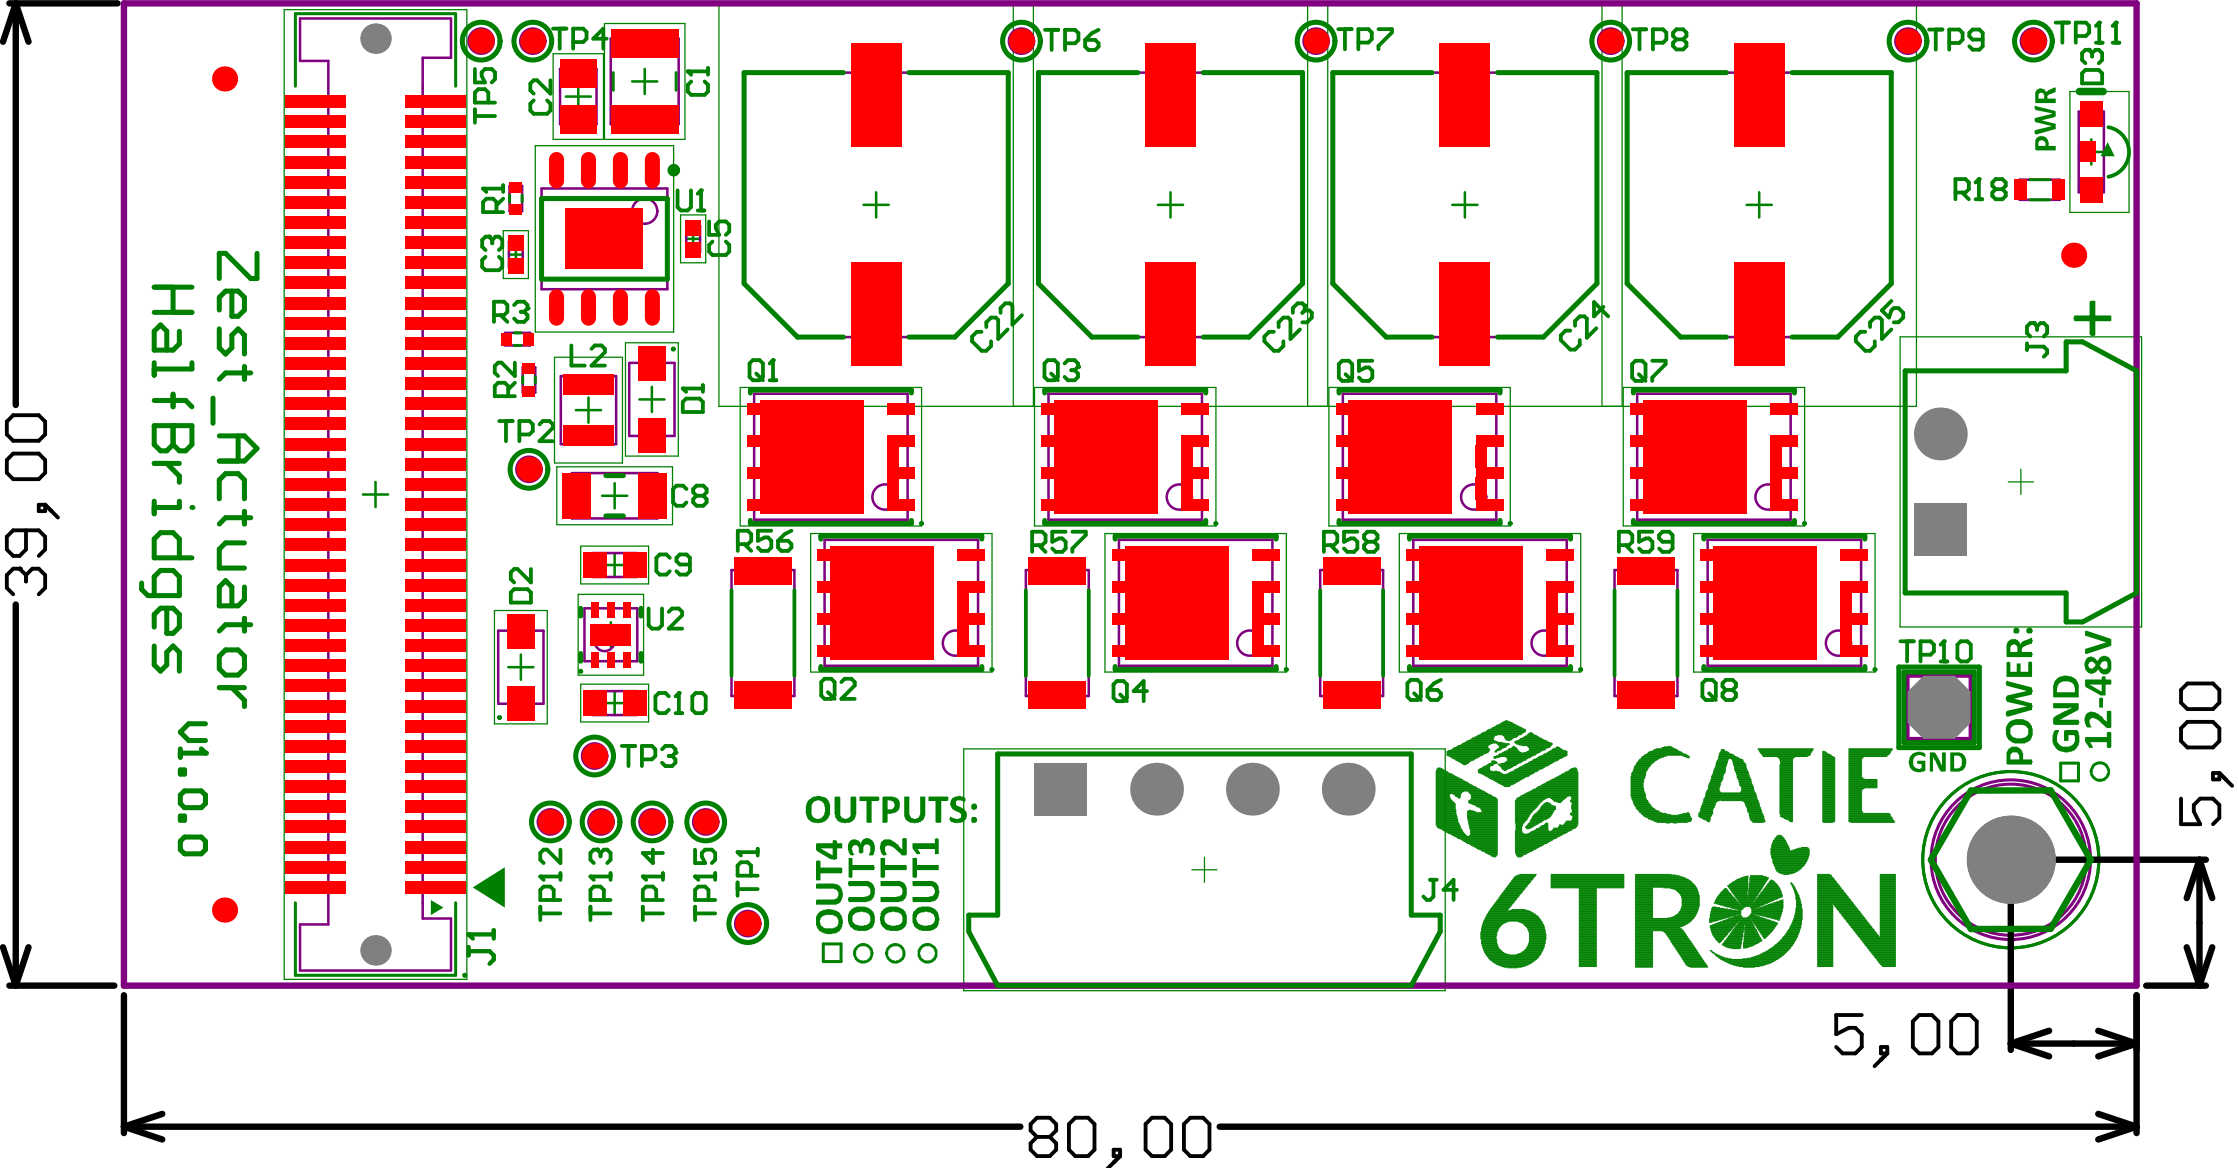 TP5
TP4
TP6
TP7
TP8
TP9
TP11
C2
C1
D3
PWR
R1
U1
R18
C3
C5
R3
C22
C23
C24
C25
+
J3
L2
R2
D1
Q1
Q3
Q5
Q7
TP2
C8
39,00
Zest_Actuator
HalfBridges
V1.0.0
R56
R57
R58
R59
C9
D2
U2
C10
Q2
Q4
Q6
Q8
TP10
GND
POWER:
GND
12-48V
TP3
TP12
TP13
TP14
TP15
TP1
OUTPUTS:
OUT4
OUT3
OUT2
OUT1
J4
J1
CATIE
6TRON
5,00
5,00
80,00